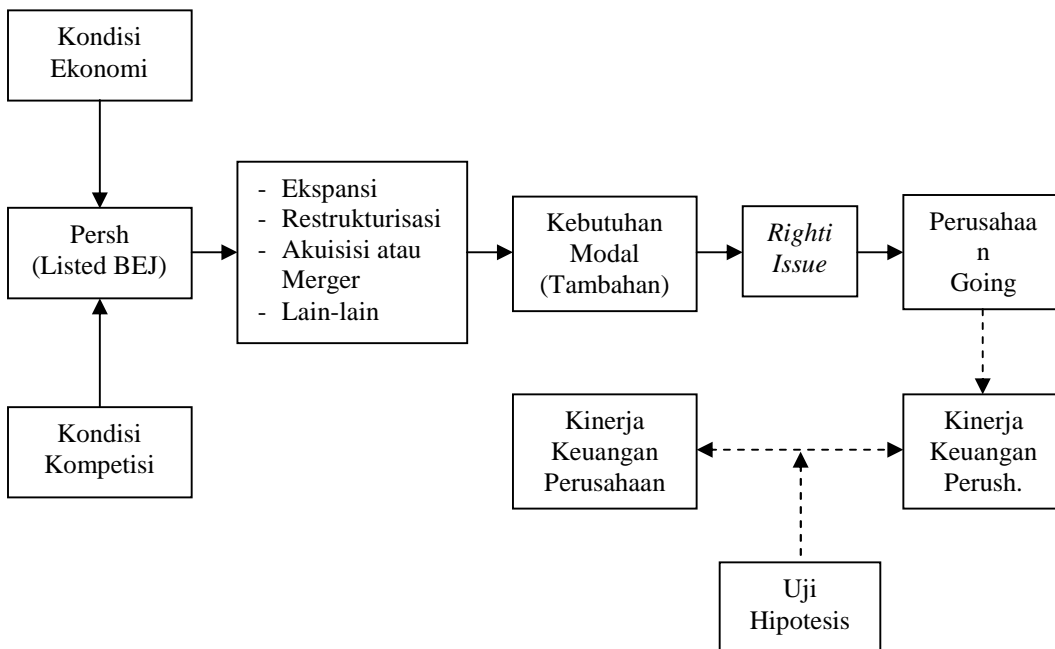 Kondisi
Ekonomi
Persh
(Listed BEJ)
- Ekspansi
- Restrukturisasi
- Akuisisi atau
Merger
- Lain-lain
Kebutuhan
Modal
(Tambahan)
Righti
Issue
Perusahaa
n
Going
Kondisi
Kompetisi
Kinerja
Keuangan
Perusahaan
Kinerja
Keuangan
Perush.
Uji
Hipotesis